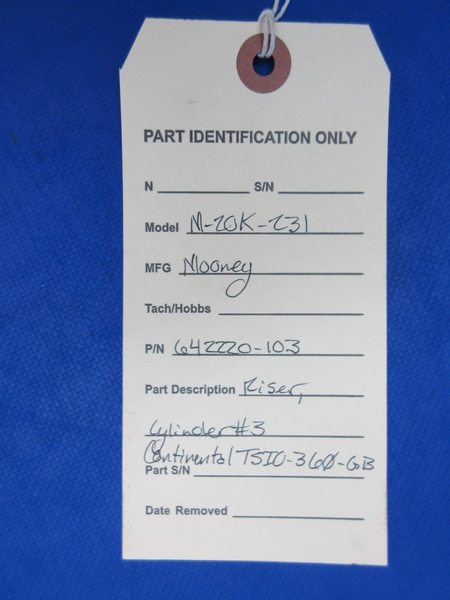 PART IDENTIFICATION ONLY
N S/N
Model M-20K-231
MFG Mooney
Tach/Hobbs
P/N 642220-103
Part Description Riser,
Cylinder #3
Continental TSIO-360-GB
Part S/N
Date Removed